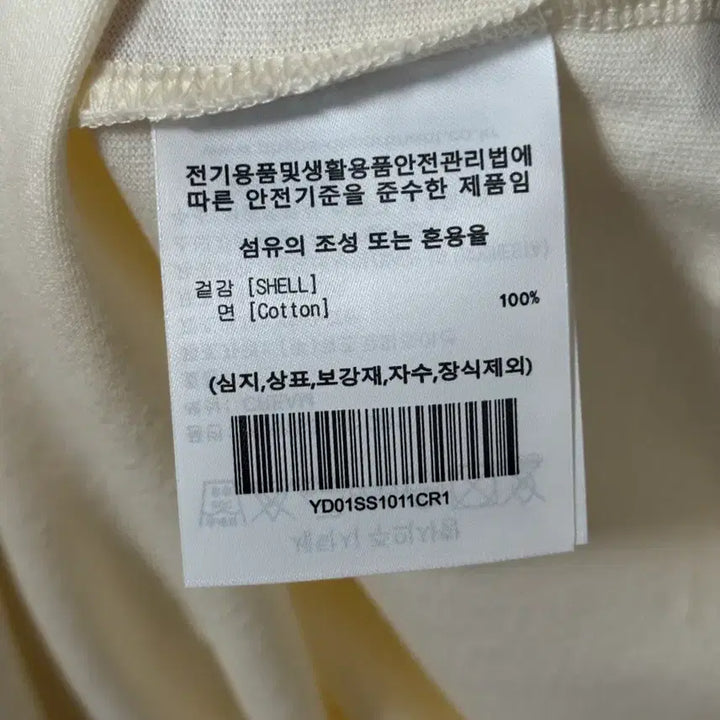 전기용품및생활용품안전관리법에
따른 안전기준을 준수한 제품임
섬유의 조성 또는 혼용율
겉감 [SHELL]
면 [Cotton] 100%
(심지,상표,보강재,자수,장식제외)
YD01SS1011CR1